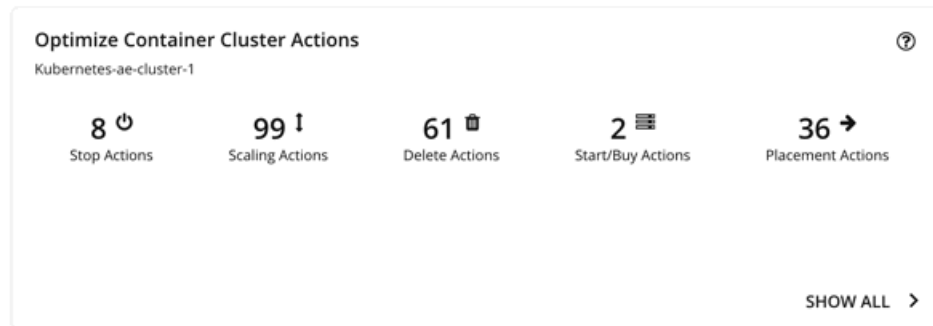 Optimize Container Cluster Actions
Kubernetes-ae-cluster-1
8 99 61 2 36
Stop Actions Scaling Actions Delete Actions Start/Buy Actions Placement Actions
SHOW ALL